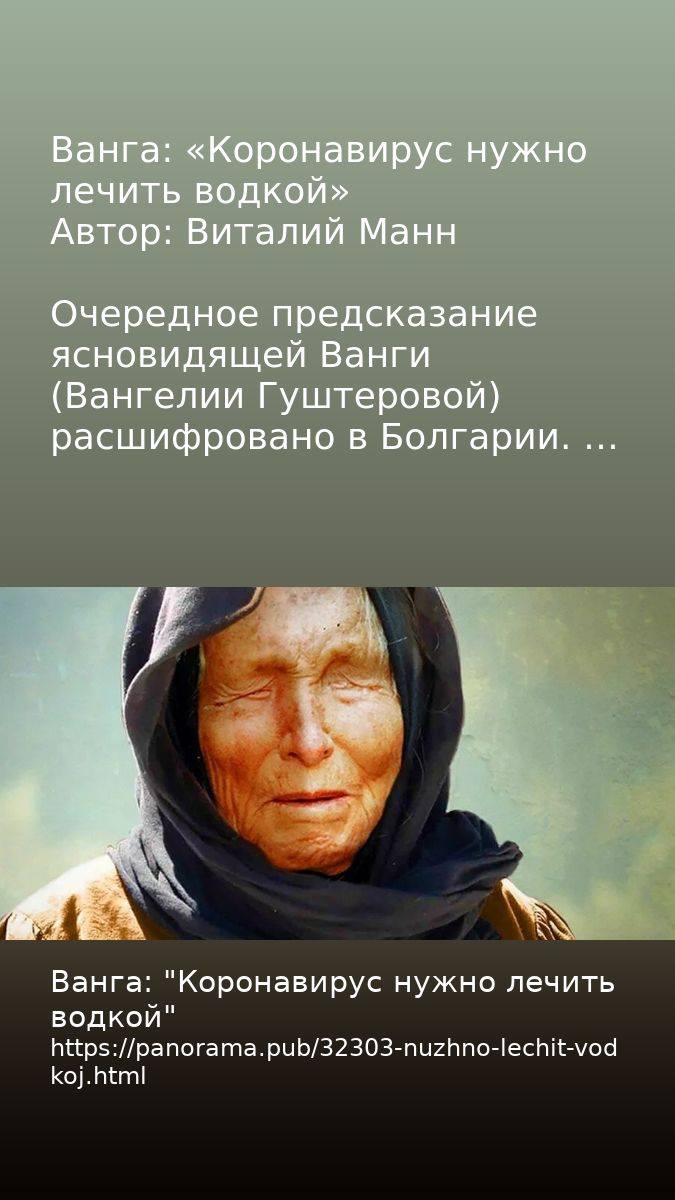 Ванга: «Коронавирус нужно
лечить водкой»
Автор: Виталий Манн
Очередное предсказание
ясновидящей Ванги
(Вангелии Гуштеровой)
расшифровано в Болгарии. ...
Ванга: "Коронавирус нужно лечить
водкой"
https://panorama.pub/32303-nuzhno-lechit-vod
koj.html